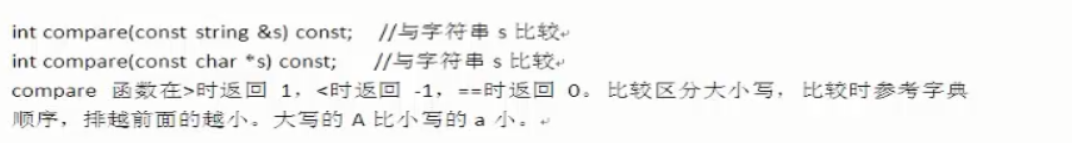 int compare(const string &s) const;   //与字符串 s 比较
int compare(const char *s) const;   //与字符串 s 比较
compare 函数在>时返回 1，<时返回 -1，==时返回 0。比较区分大小写，比较时参考字典
顺序，排越前面的越小。大写的 A 比小写的 a 小。